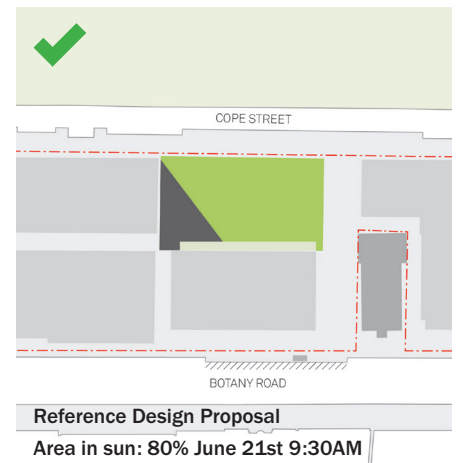 COPE STREET
BOTANY ROAD
Reference Design Proposal
Area in sun: 80% June 21st 9:30AM